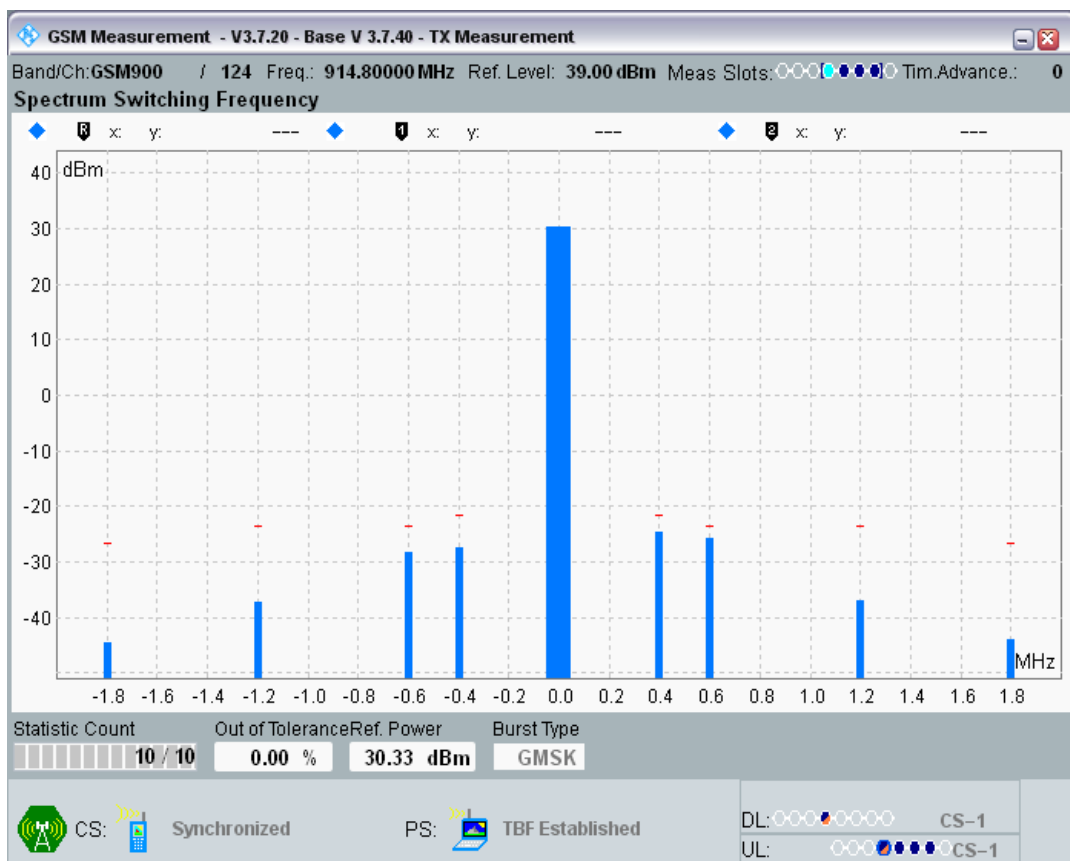 GSM Measurement - V3.7.20 - Base V 3.7.40 - TX Measurement
Band/Ch:GSM900 / 124 Freq.: 914.80000 MHz Ref. Level: 39.00 dBm Meas Slots: Tim.Advance.: 0
Spectrum Switching Frequency
R x: y: --- 1 x: y: --- 2 x: y: ---
dBm
40
30
20
10
0
-10
-20
-30
-40
MHz
-1.8 -1.6 -1.4 -1.2 -1.0 -0.8 -0.6 -0.4 -0.2 0.0 0.2 0.4 0.6 0.8 1.0 1.2 1.4 1.6 1.8
Statistic Count Out of Tolerance Ref. Power Burst Type
10 / 10 0.00 % 30.33 dBm GMSK
CS: Synchronized PS: TBF Established DL: CS-1
UL: CS-1